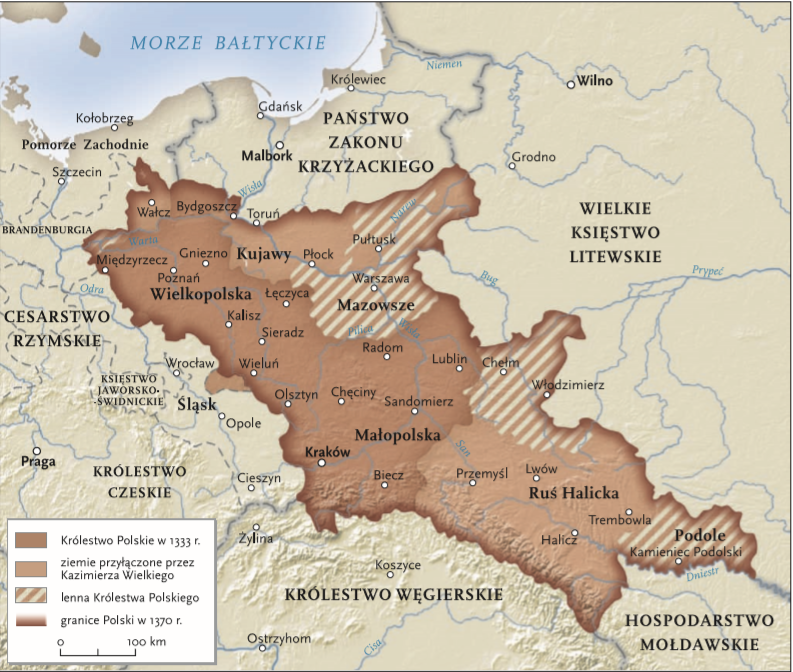 MORZE BAŁTYCKIE
Niemen
Królewiec
Wilno
Gdańsk
Kołobrzeg
PAŃSTWO
ZAKONU
KRZYŻACKIEGO
Pomorze Zachodnie
Malbork
Grodno
Szczecin
Wisła
Wałcz
Bydgoszcz
Toruń
Narew
WIELKIE
KSIĘSTWO
LITEWSKIE
BRANDENBURGIA
Warta
Pułtusk
Gniezno
Kujawy
Płock
Międzyrzecz
Poznań
Bug
Prypeć
Odra
Warszawa
Wielkopolska
Łęczyca
Mazowsze
CESARSTWO
RZYMSKIE
Kalisz
Sieradz
Pilica
Wisła
Radom
Wrocław
Wieluń
Lublin
Chełm
KSIĘSTWO
JAWORSKO-
-ŚWIDNICKIE
Włodzimierz
Śląsk
Olsztyn
Chęciny
Sandomierz
Opole
Małopolska
Praga
Kraków
San
KRÓLESTWO
CZESKIE
Cieszyn
Biecz
Przemyśl
Lwów
Ruś Halicka
Trembowla
Podole
Żylina
Halicz
Kamieniec Podolski
Dniestr
Koszyce
KRÓLESTWO WĘGIERSKIE
HOSPODARSTWO
MOŁDAWSKIE
Ostrzyhom
Cisa
Królestwo Polskie w 1333 r.
ziemie przyłączone przez
Kazimierza Wielkiego
lenna Królestwa Polskiego
granice Polski w 1370 r.
0 100 km